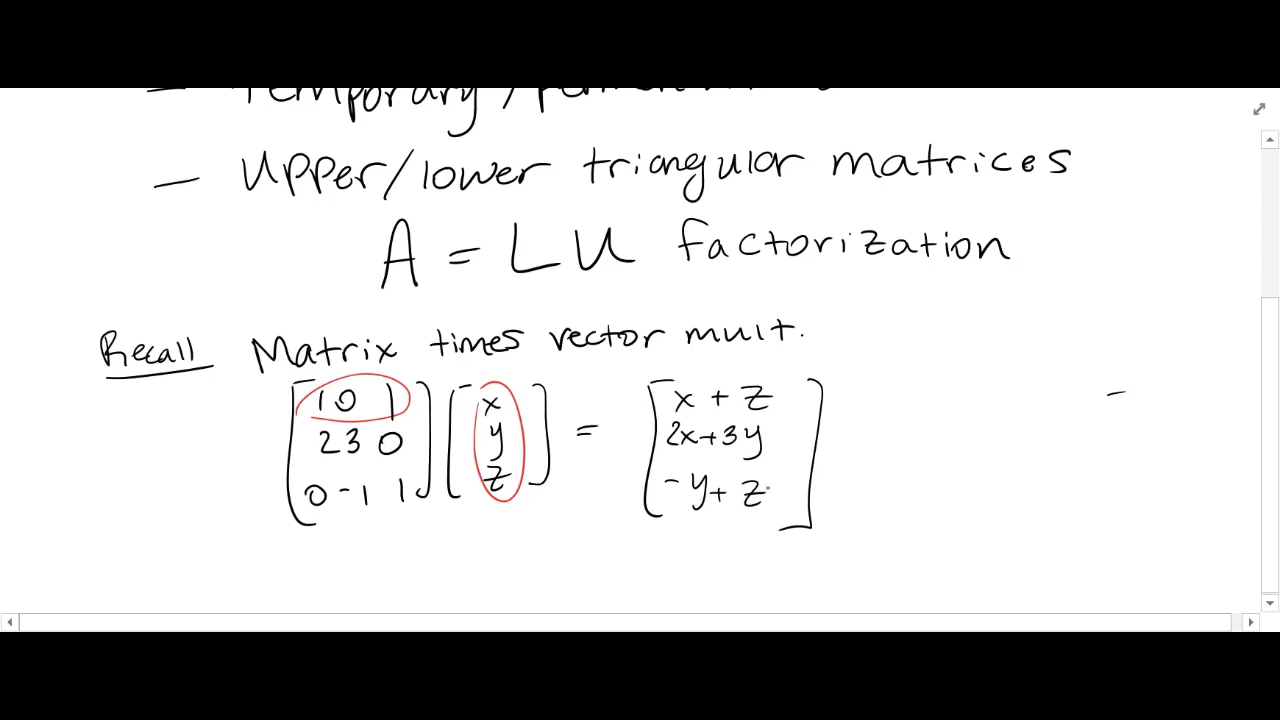 - Temporary /
- Upper/lower triangular matrices
A = LU factorization
Recall Matrix times vector mult.
[1 0 1] [x] = [x + z]
[2 3 0] [y] [2x+3y]
[0 -1 1] [z] [-y+ z]